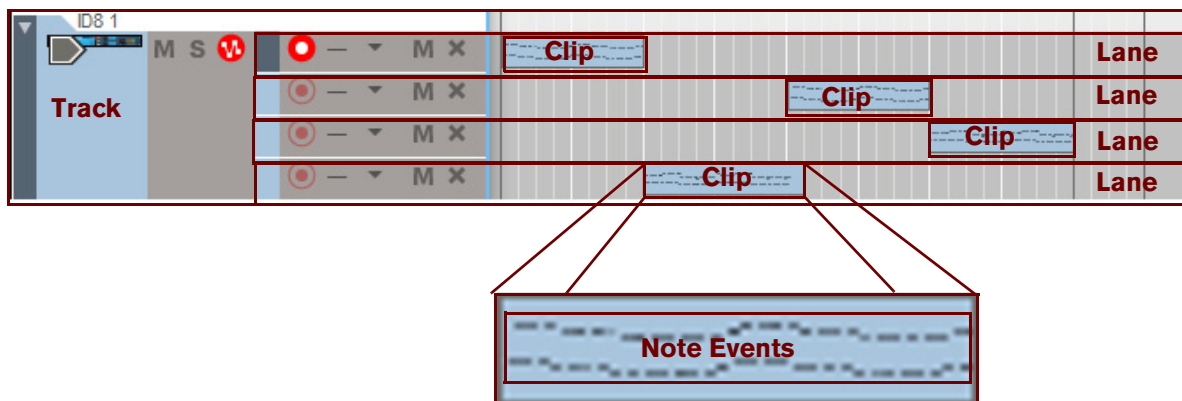 ID8 1
M S M Clip Lane
Track M Clip Lane
M Clip Lane
M Clip Lane
Note Events